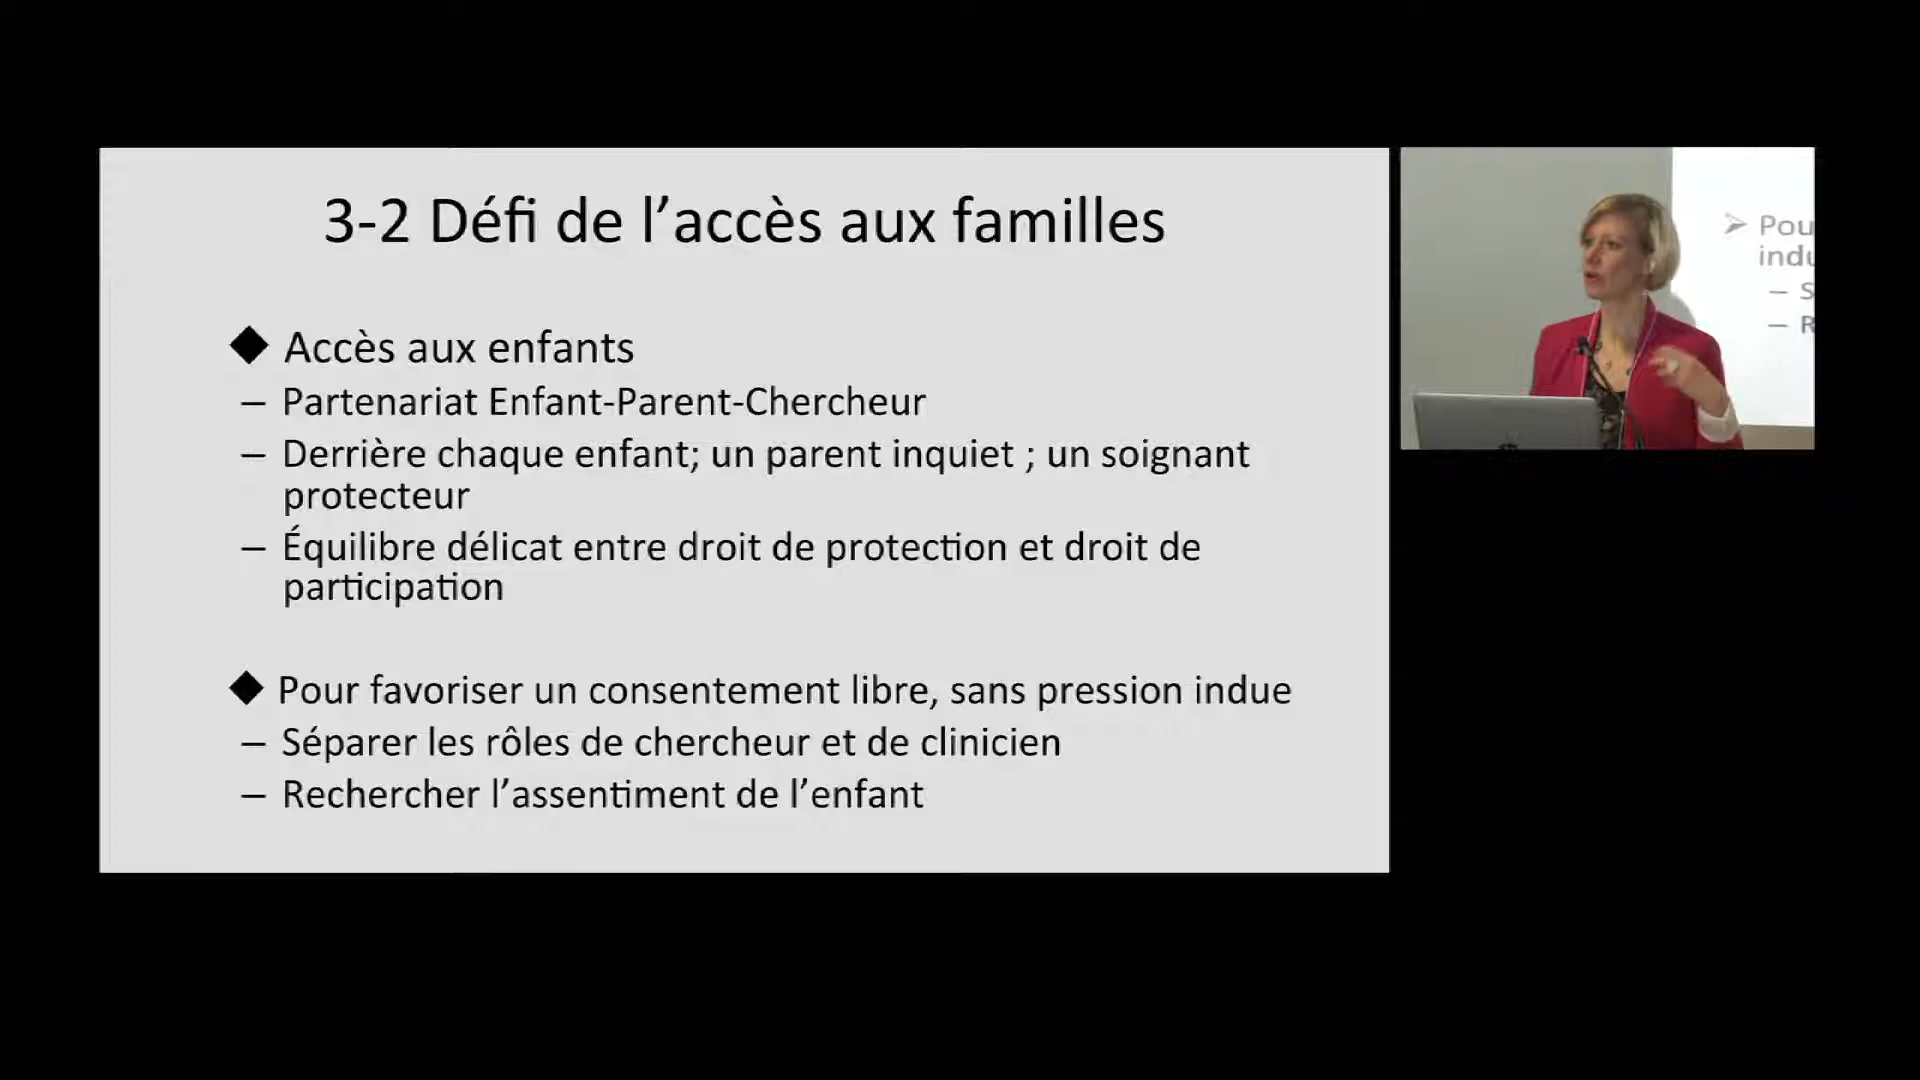 3-2 Défi de l’accès aux familles
◆ Accès aux enfants
– Partenariat Enfant-Parent-Chercheur
– Derrière chaque enfant; un parent inquiet ; un soignant
protecteur
– Équilibre délicat entre droit de protection et droit de
participation
◆ Pour favoriser un consentement libre, sans pression indue
– Séparer les rôles de chercheur et de clinicien
– Rechercher l’assentiment de l’enfant
➢ Pou
indu
– S
– R